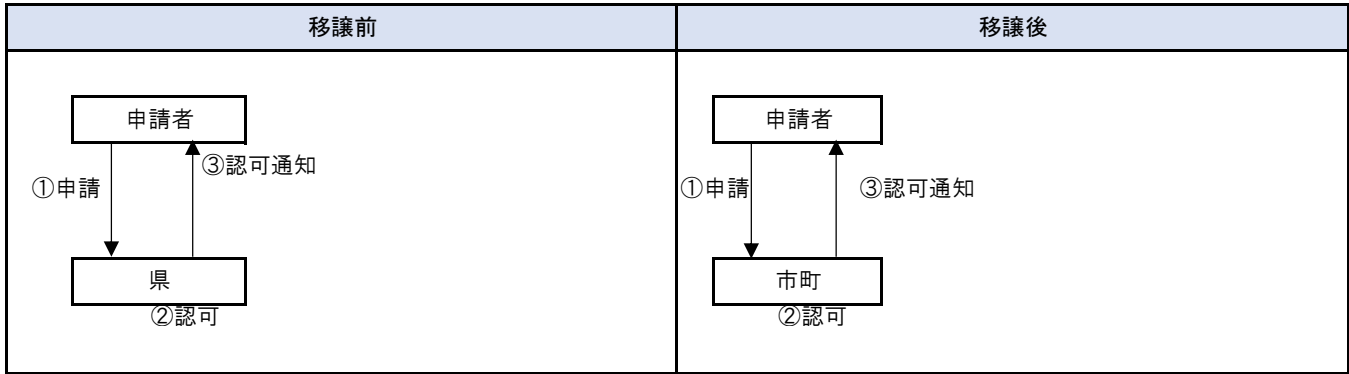 移譲前
移譲後
申請者
③認可通知
①申請
県
②認可
申請者
③認可通知
①申請
市町
②認可